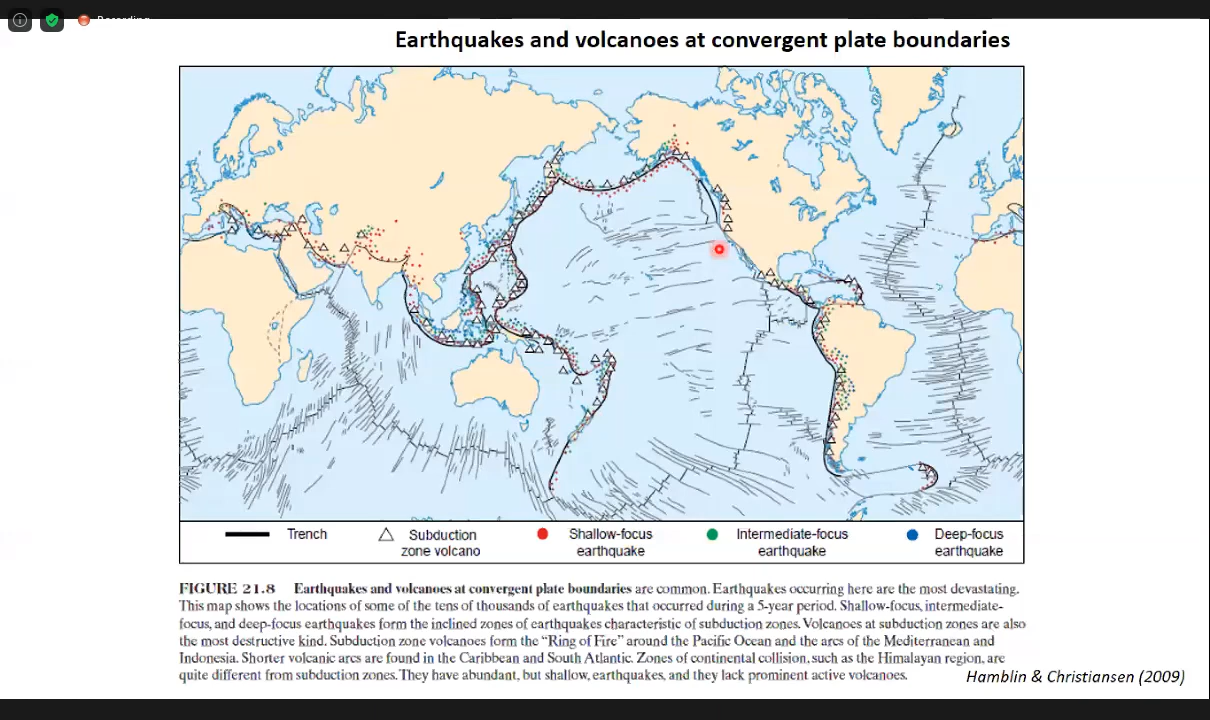 Recording
Earthquakes and volcanoes at convergent plate boundaries
Trench
Subduction
zone volcano
Shallow-focus
earthquake
Intermediate-focus
earthquake
Deep-focus
earthquake
FIGURE 21.8 Earthquakes and volcanoes at convergent plate boundaries are common. Earthquakes occurring here are the most devastating.
This map shows the locations of some of the tens of thousands of earthquakes that occurred during a 5-year period. Shallow-focus, intermediate-
focus, and deep-focus earthquakes form the inclined zones of earthquakes characteristic of subduction zones. Volcanoes at subduction zones are also
the most destructive kind. Subduction zone volcanoes form the “Ring of Fire” around the Pacific Ocean and the arcs of the Mediterranean and
Indonesia. Shorter volcanic arcs are found in the Caribbean and South Atlantic. Zones of continental collision, such as the Himalayan region, are
quite different from subduction zones. They have abundant, but shallow, earthquakes, and they lack prominent active volcanoes.
Hamblin & Christiansen (2009)